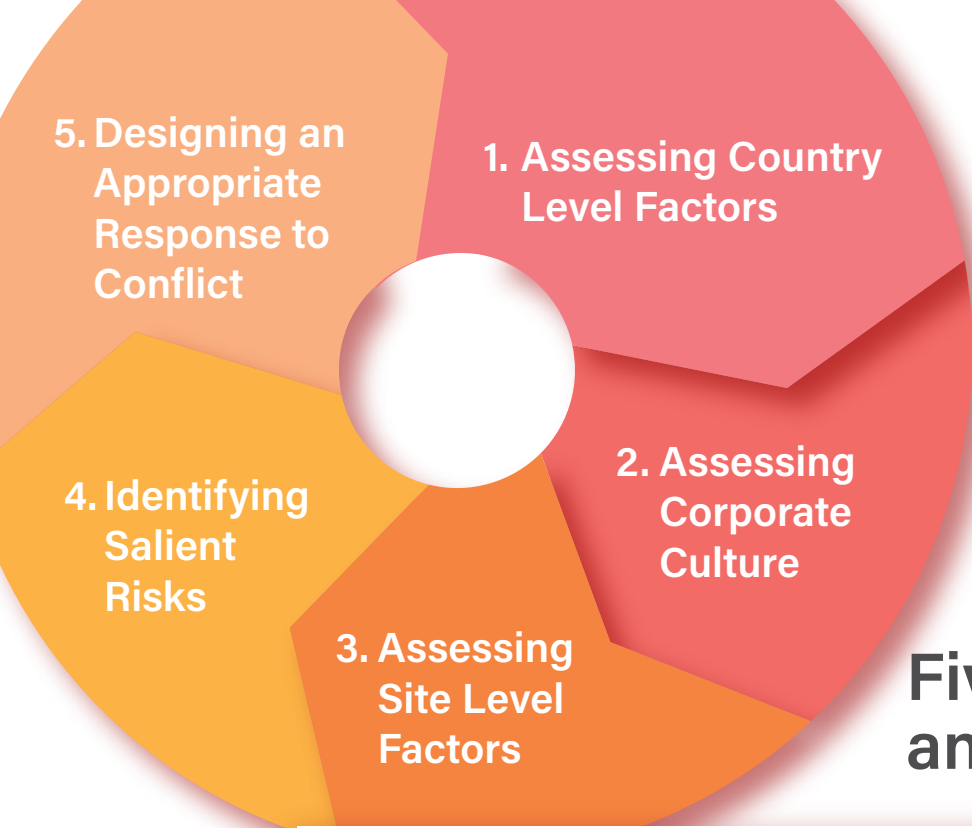 1. Assessing Country
Level Factors
2. Assessing
Corporate
Culture
3. Assessing
Site Level
Factors
4. Identifying
Salient
Risks
5. Designing an
Appropriate
Response to
Conflict